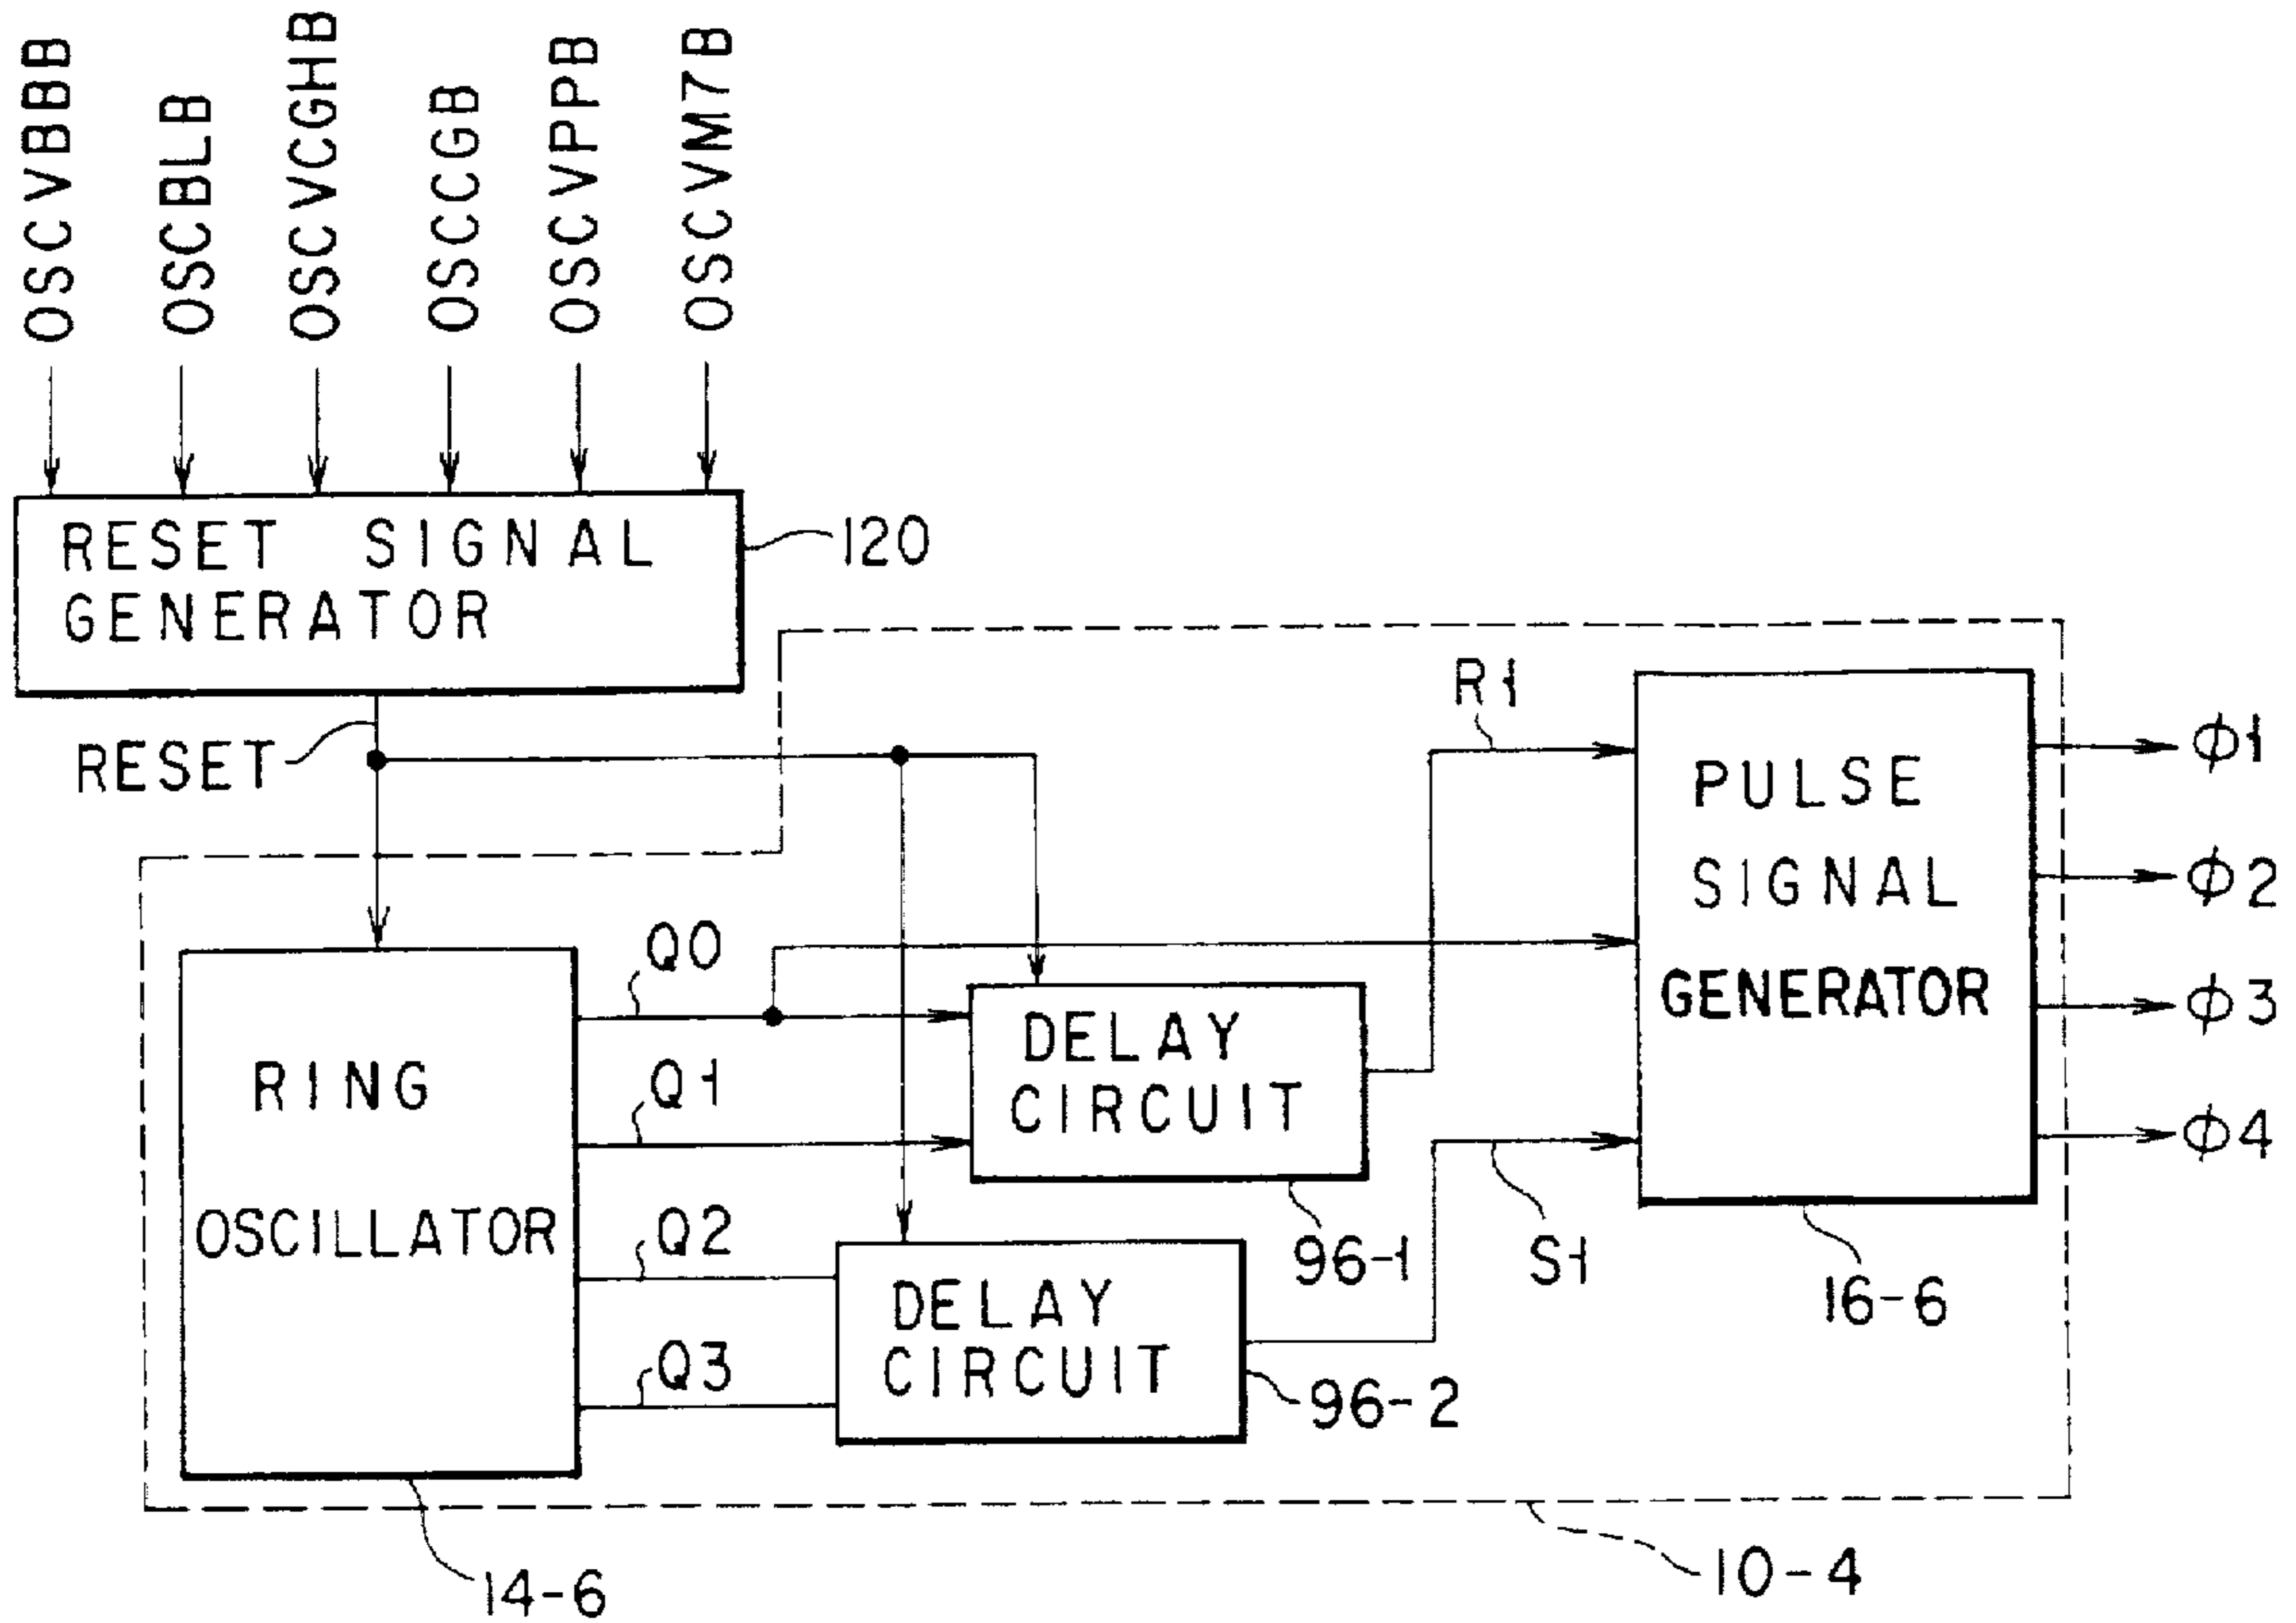 OSCVBBB
OSCBLB
OSCVCGHB
OSCCGB
OSCVPPB
OSCVM7B
RESET SIGNAL
GENERATOR
120
RESET
R1
PULSE
SIGNAL
GENERATOR
ϕ1
ϕ2
ϕ3
ϕ4
Q0
Q1
Q2
Q3
RING
OSCILLATOR
DELAY
CIRCUIT
96-1
S1
16-6
DELAY
CIRCUIT
96-2
10-4
14-6